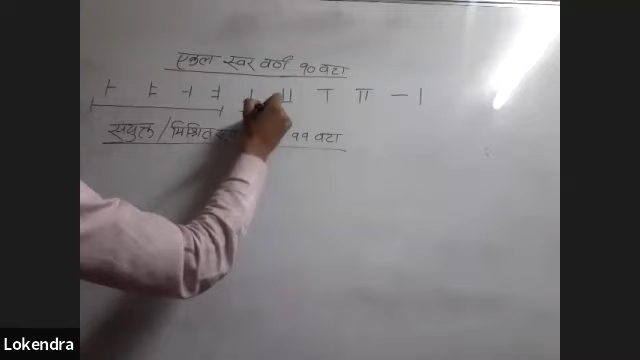 एकल स्वर वर्ण १० वटा
संयुक्त/मिश्रित ११ वटा
Lokendra